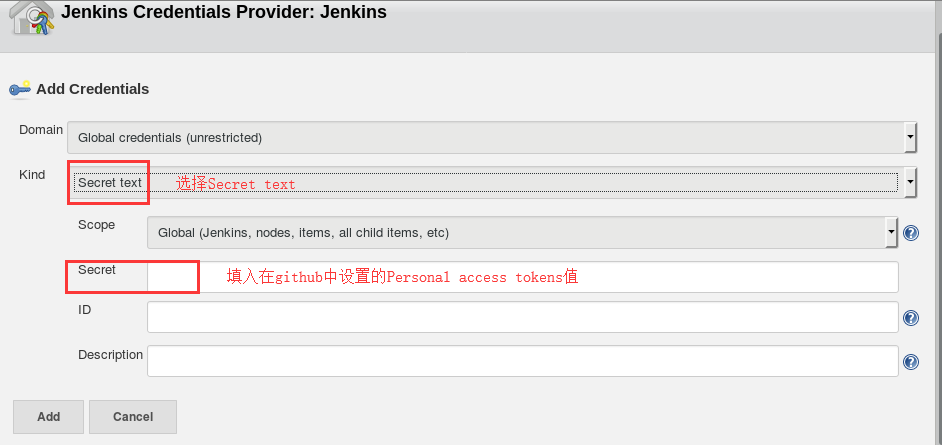 Jenkins Credentials Provider: Jenkins
Add Credentials
Domain Global credentials (unrestricted)
Kind Secret text 选择Secret text
Scope Global (Jenkins, nodes, items, all child items, etc)
Secret 填入在github中设置的Personal access tokens值
ID
Description
Add Cancel